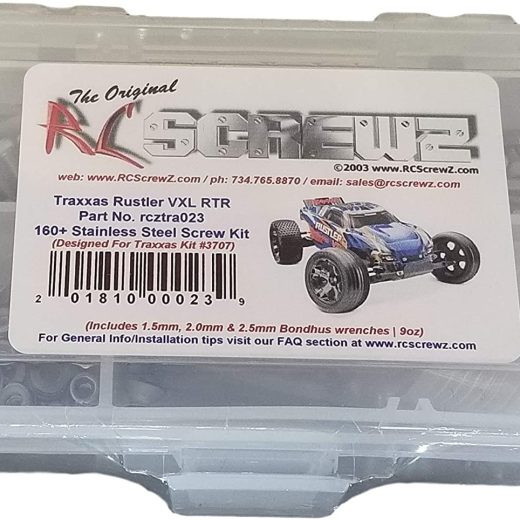 The Original
RC SCREWZ
©2003 www.RCScrewZ.com
web: www.RCScrewZ.com / ph: 734.765.8870 / email: sales@rcscrewz.com
Traxxas Rustler VXL RTR
Part No. rcztra023
160+ Stainless Steel Screw Kit
(Designed For Traxxas Kit #3707)
RUSTLER
2 01810 00023 9
(Includes 1.5mm, 2.0mm & 2.5mm Bondhus wrenches | 9oz)
For General Info/Installation tips visit our FAQ section at www.rcscrewz.com